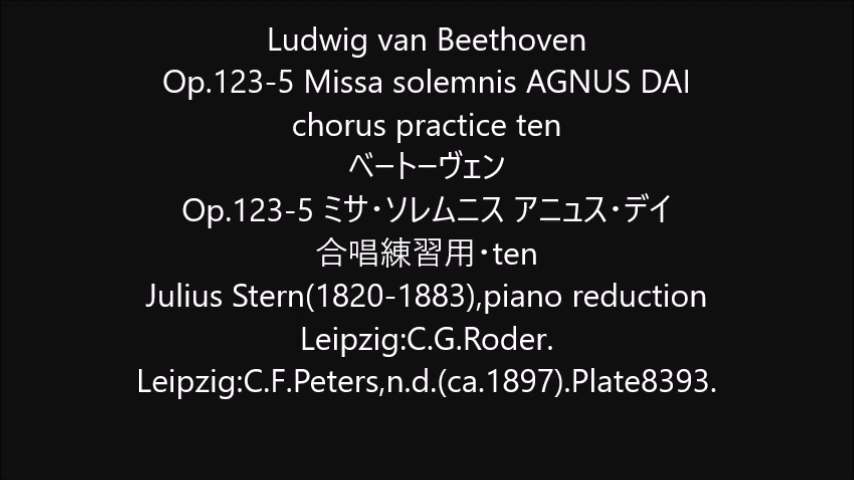 Ludwig van Beethoven
Op.123-5 Missa solemnis AGNUS DAI
chorus practice ten
ベートーヴェン
Op.123-5 ミサ・ソレムニス アニュス・デイ
合唱練習用・ten
Julius Stern(1820-1883),piano reduction
Leipzig:C.G.Roder.
Leipzig:C.F.Peters,n.d.(ca.1897).Plate8393.